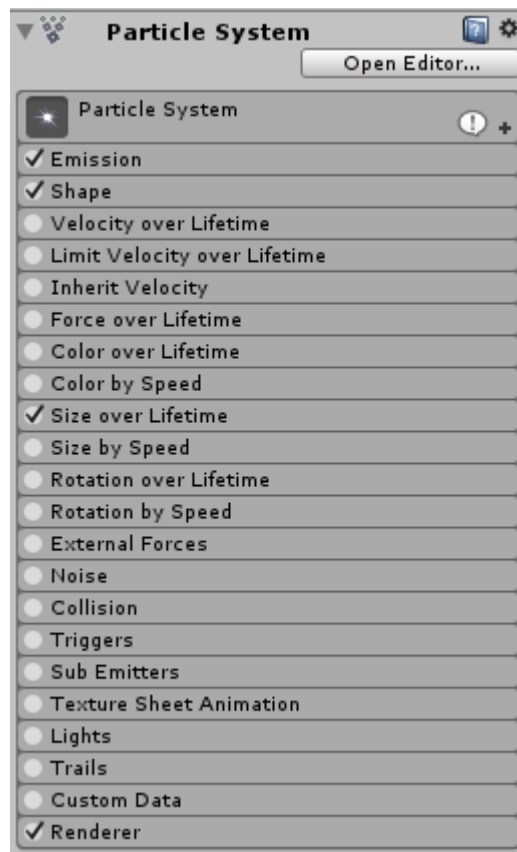 Particle System
Open Editor...
Particle System
Emission
Shape
Velocity over Lifetime
Limit Velocity over Lifetime
Inherit Velocity
Force over Lifetime
Color over Lifetime
Color by Speed
Size over Lifetime
Size by Speed
Rotation over Lifetime
Rotation by Speed
External Forces
Noise
Collision
Triggers
Sub Emitters
Texture Sheet Animation
Lights
Trails
Custom Data
Renderer